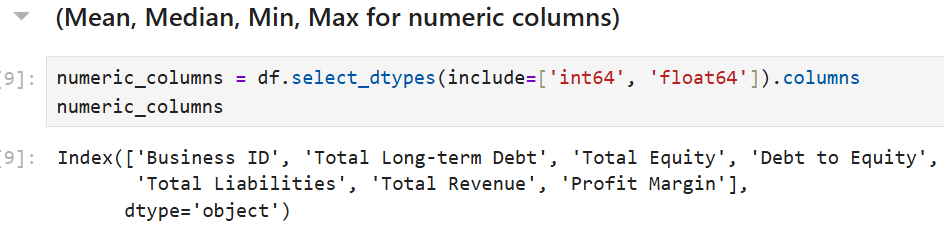 (Mean, Median, Min, Max for numeric columns)
[9]: numeric_columns = df.select_dtypes(include=['int64', 'float64']).columns
numeric_columns
[9]: Index(['Business ID', 'Total Long-term Debt', 'Total Equity', 'Debt to Equity',
'Total Liabilities', 'Total Revenue', 'Profit Margin'],
dtype='object')